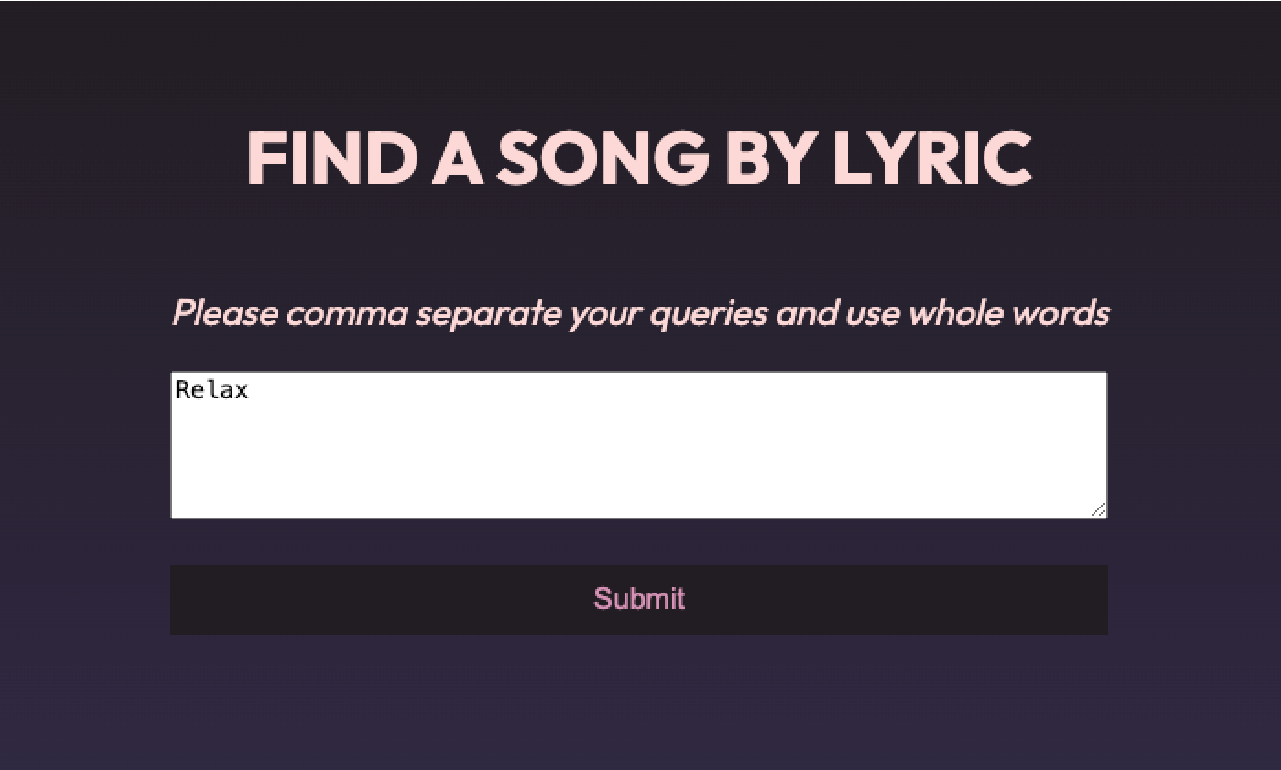 FIND A SONG BY LYRIC
Please comma separate your queries and use whole words
Relax
Submit